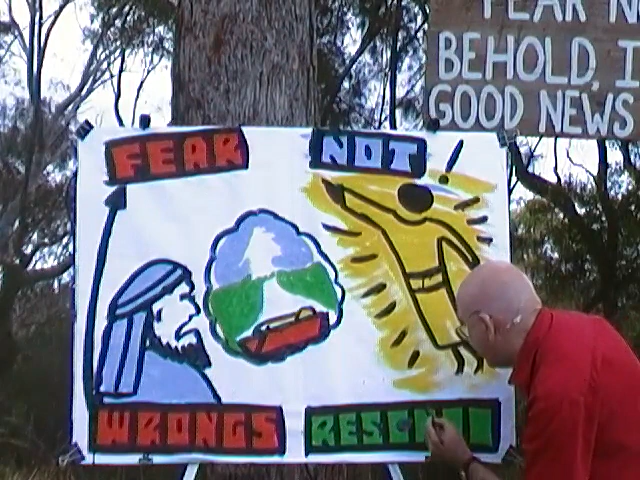 FEAR N
BEHOLD, I
GOOD NEWS
FEAR NOT
WRONGS